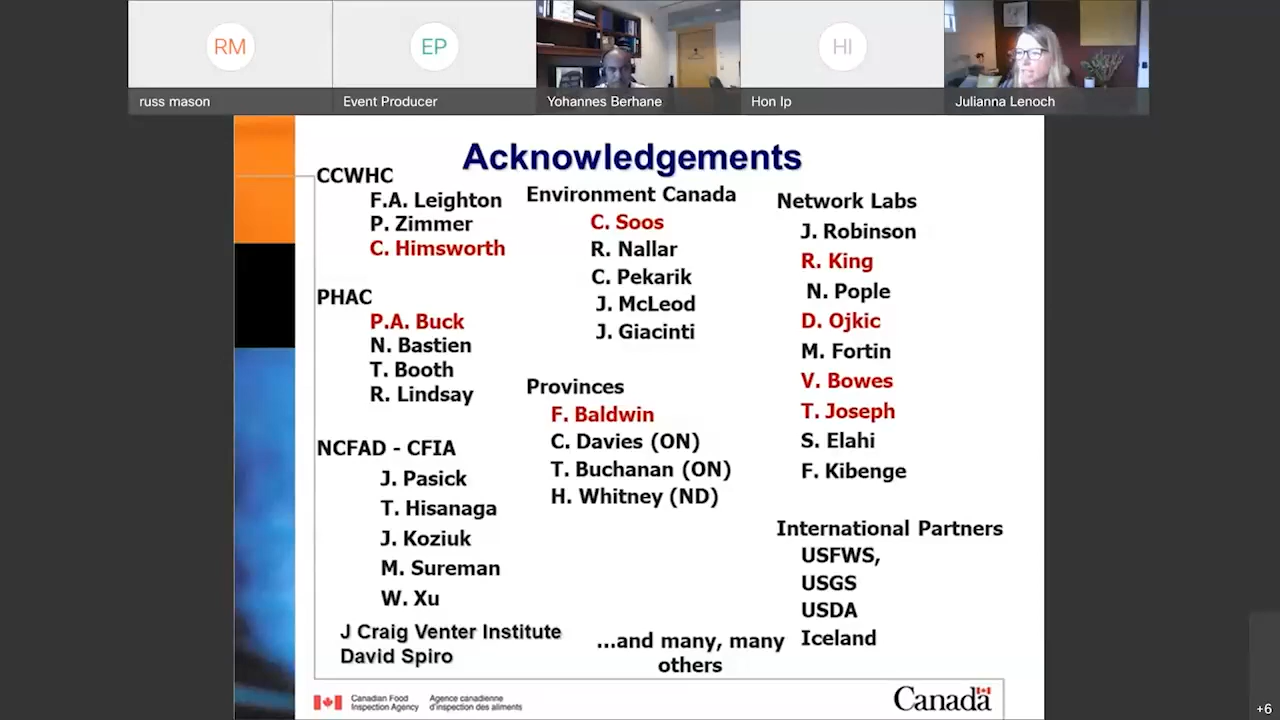 RM
EP
HI
russ mason
Event Producer
Yohannes Berhane
Hon Ip
Julianna Lenoch
Acknowledgements
CCWHC
F.A. Leighton
P. Zimmer
C. Himsworth
PHAC
P.A. Buck
N. Bastien
T. Booth
R. Lindsay
NCFAD - CFIA
J. Pasick
T. Hisanaga
J. Koziuk
M. Sureman
W. Xu
J Craig Venter Institute
David Spiro
Environment Canada
C. Soos
R. Nallar
C. Pekarik
J. McLeod
J. Giacinti
Provinces
F. Baldwin
C. Davies (ON)
T. Buchanan (ON)
H. Whitney (ND)
...and many, many
others
Network Labs
J. Robinson
R. King
N. Pople
D. Ojkic
M. Fortin
V. Bowes
T. Joseph
S. Elahi
F. Kibenge
International Partners
USFWS,
USGS
USDA
Iceland
Canadian Food
Inspection Agency
Agence canadienne
d'inspection des aliments
Canada
+6